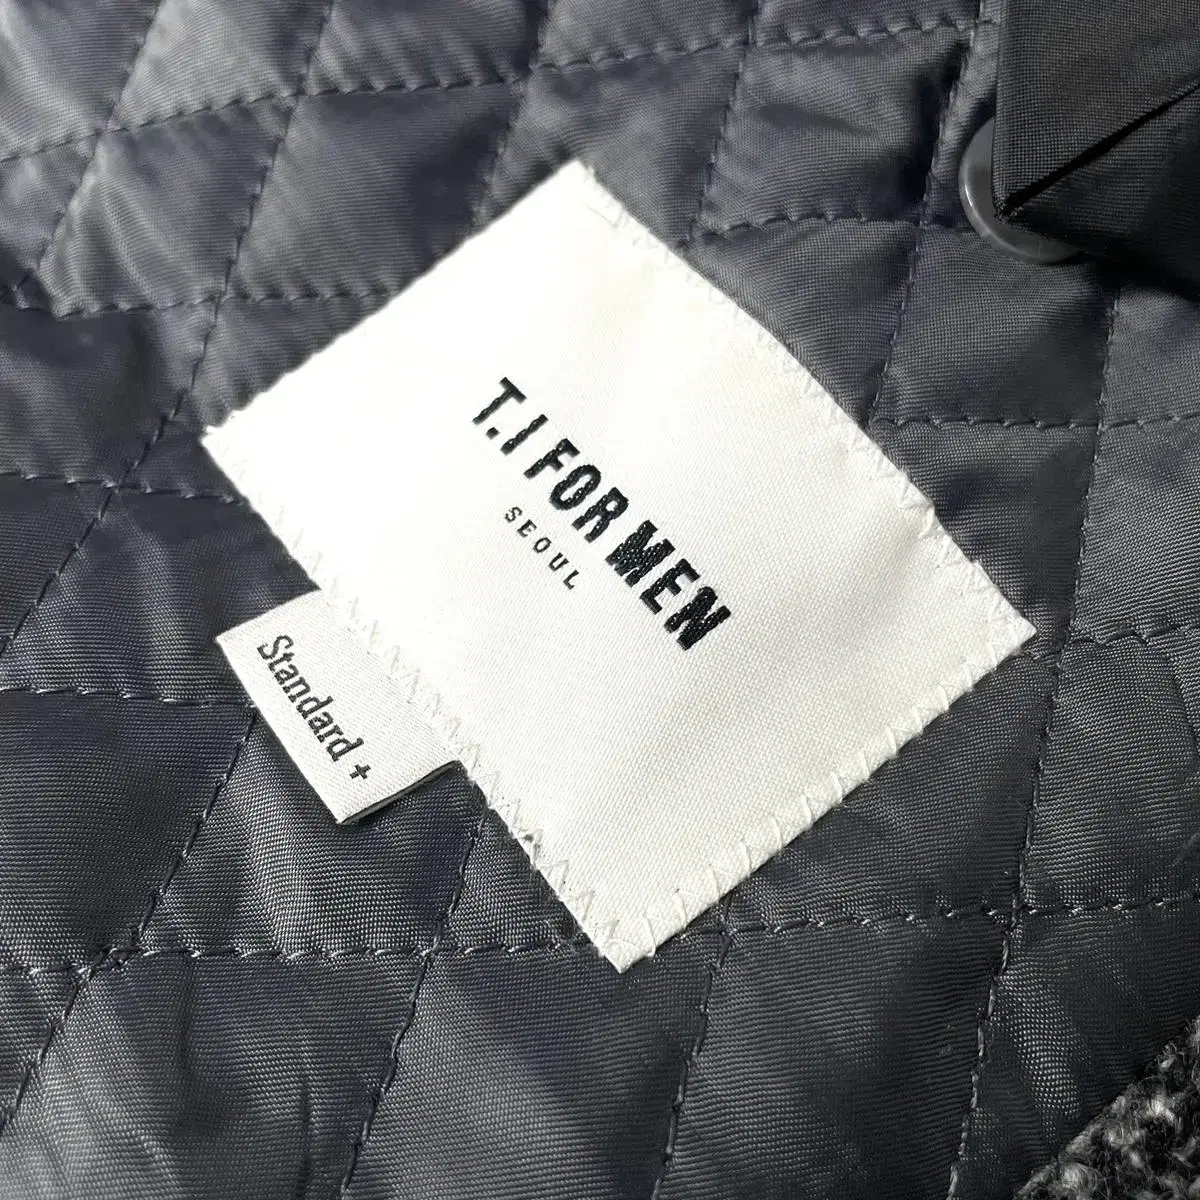 T.I FOR MEN
SEOUL
Standard +